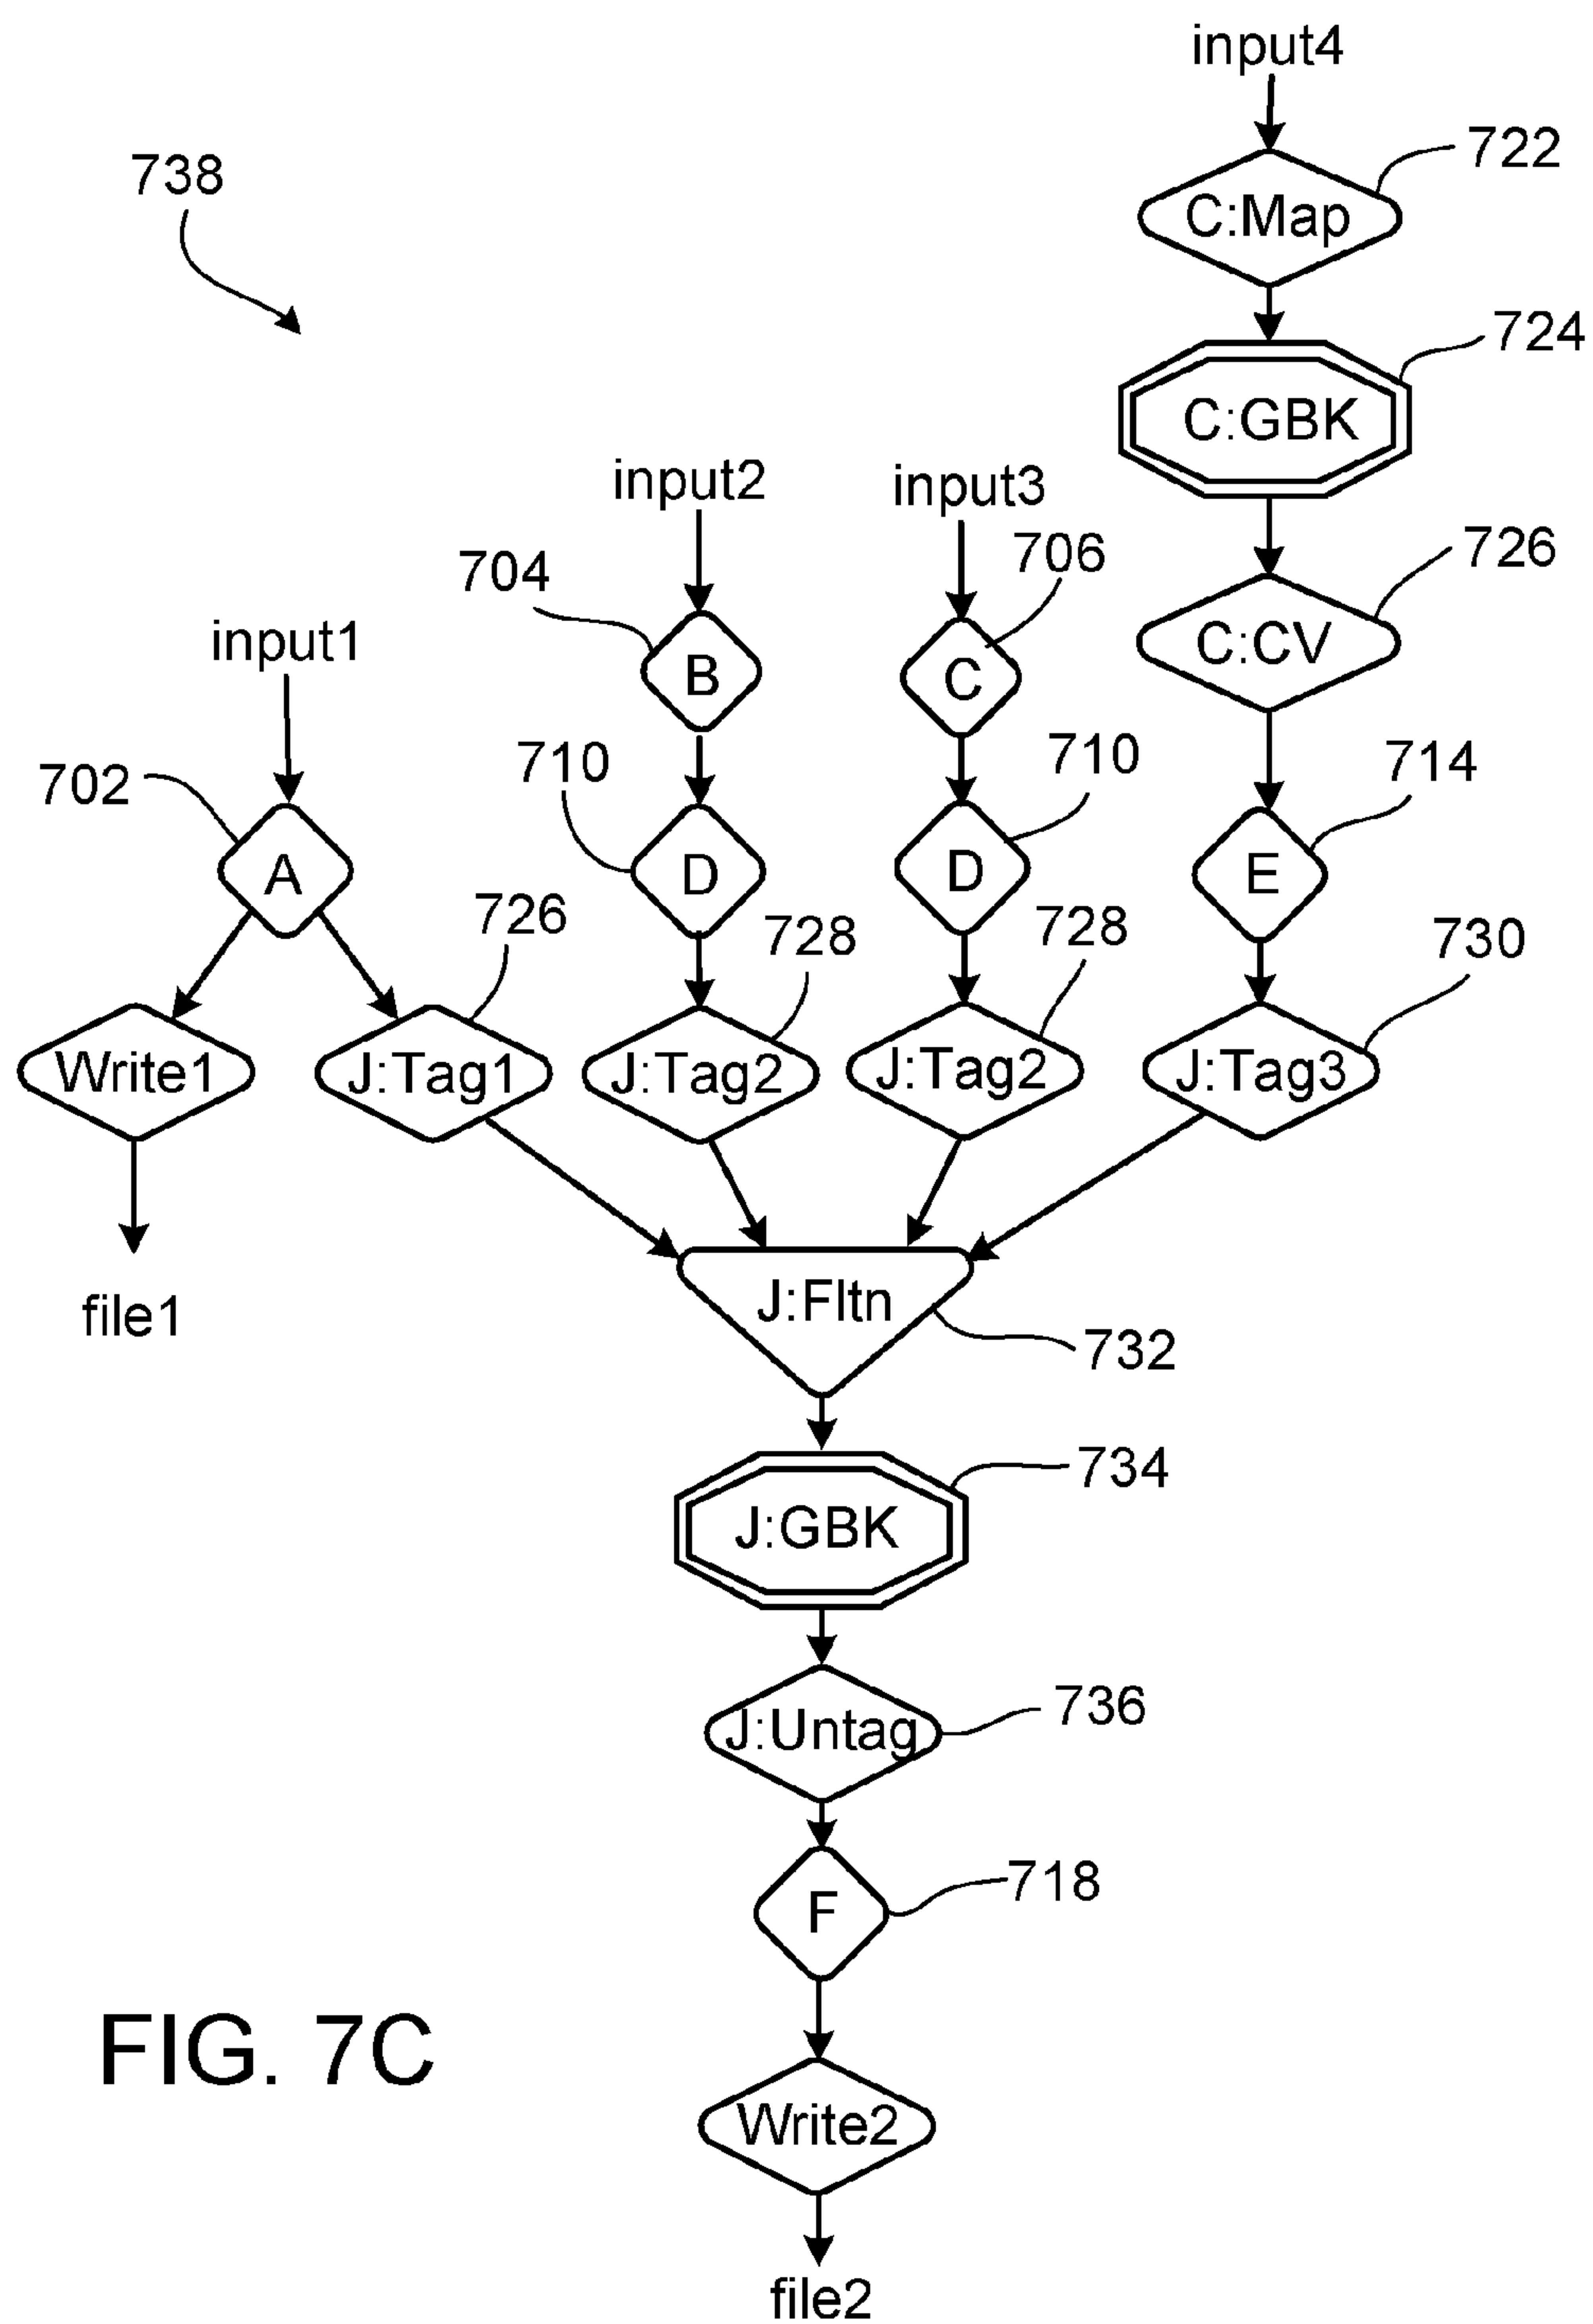 input4
722
738
C:Map
724
C:GBK
input2
input3
706
726
704
input1
B
C
C:CV
710
710
714
702
A
D
D
E
726
728
728
730
Write1
J:Tag1
J:Tag2
J:Tag2
J:Tag3
file1
J:Fltn
732
734
J:GBK
736
J:Untag
718
F
FIG. 7C
Write2
file2